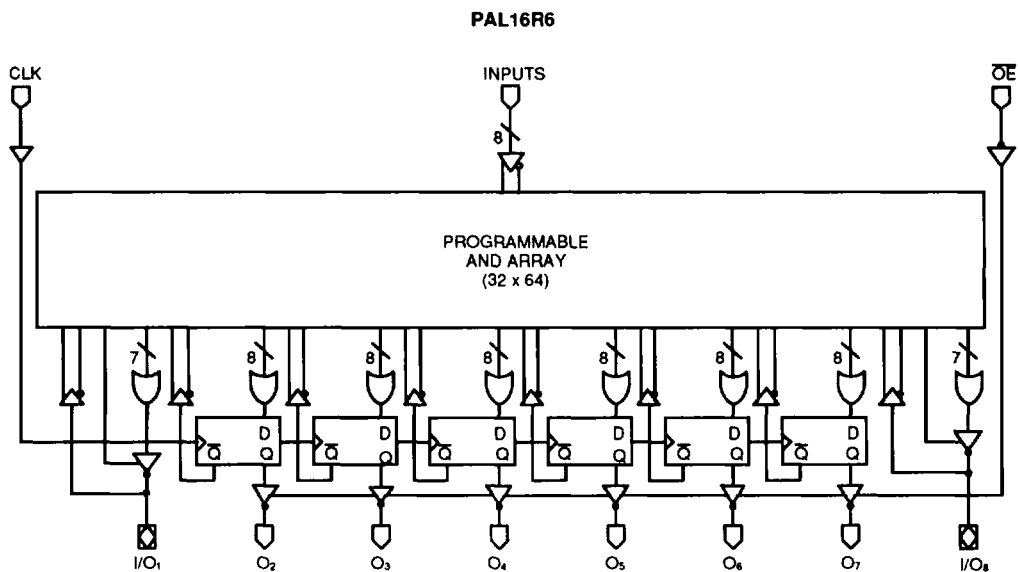 PAL16R6
CLK INPUTS OE
8
PROGRAMMABLE
AND ARRAY
(32 x 64)
7 8 8 8 8 8 8 7
D D D D D D
Q Q Q Q Q Q
Q Q Q Q Q Q
I/O1 O2 O3 O4 O5 O6 O7 I/O8